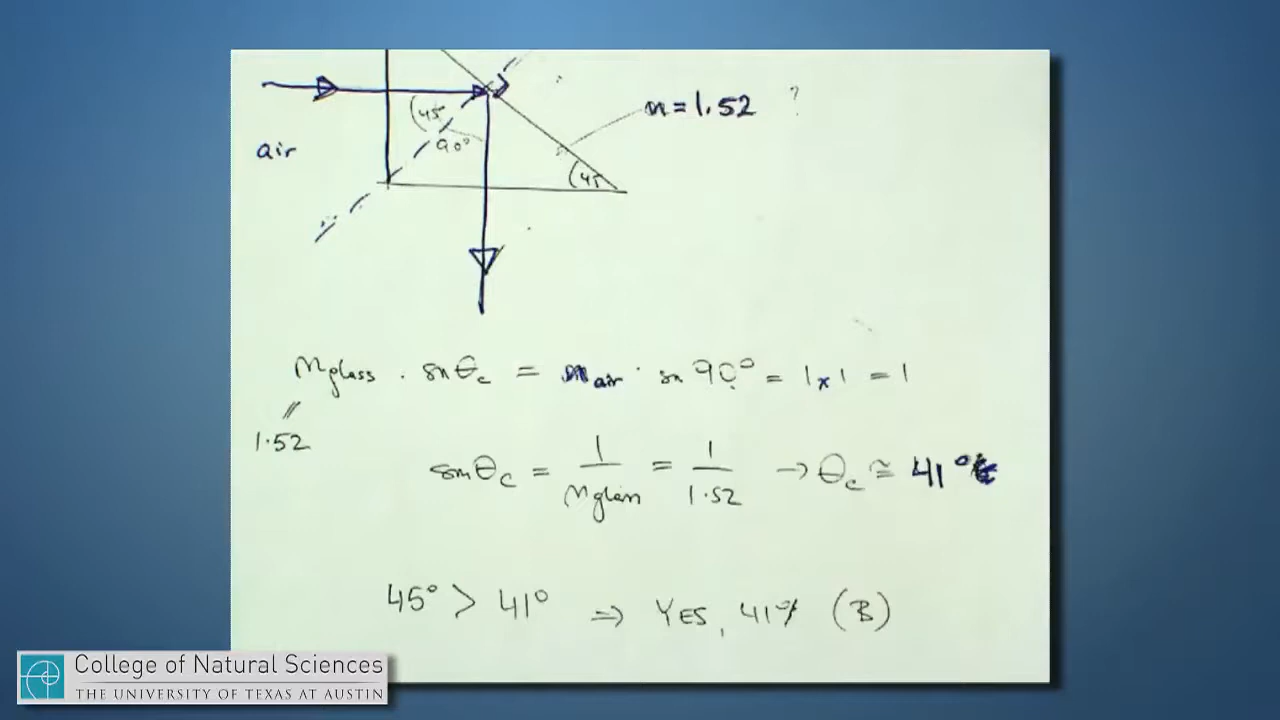 n = 1.52 ?
(45
air
90°
(45
n glass . sin θc = n air · sin 90° = 1 x 1 = 1
1.52
sin θc = 1 / n glass = 1 / 1.52 → θc ≅ 41°
45° > 41° ⇒ YES, 41° (B)
College of Natural Sciences
THE UNIVERSITY OF TEXAS AT AUSTIN